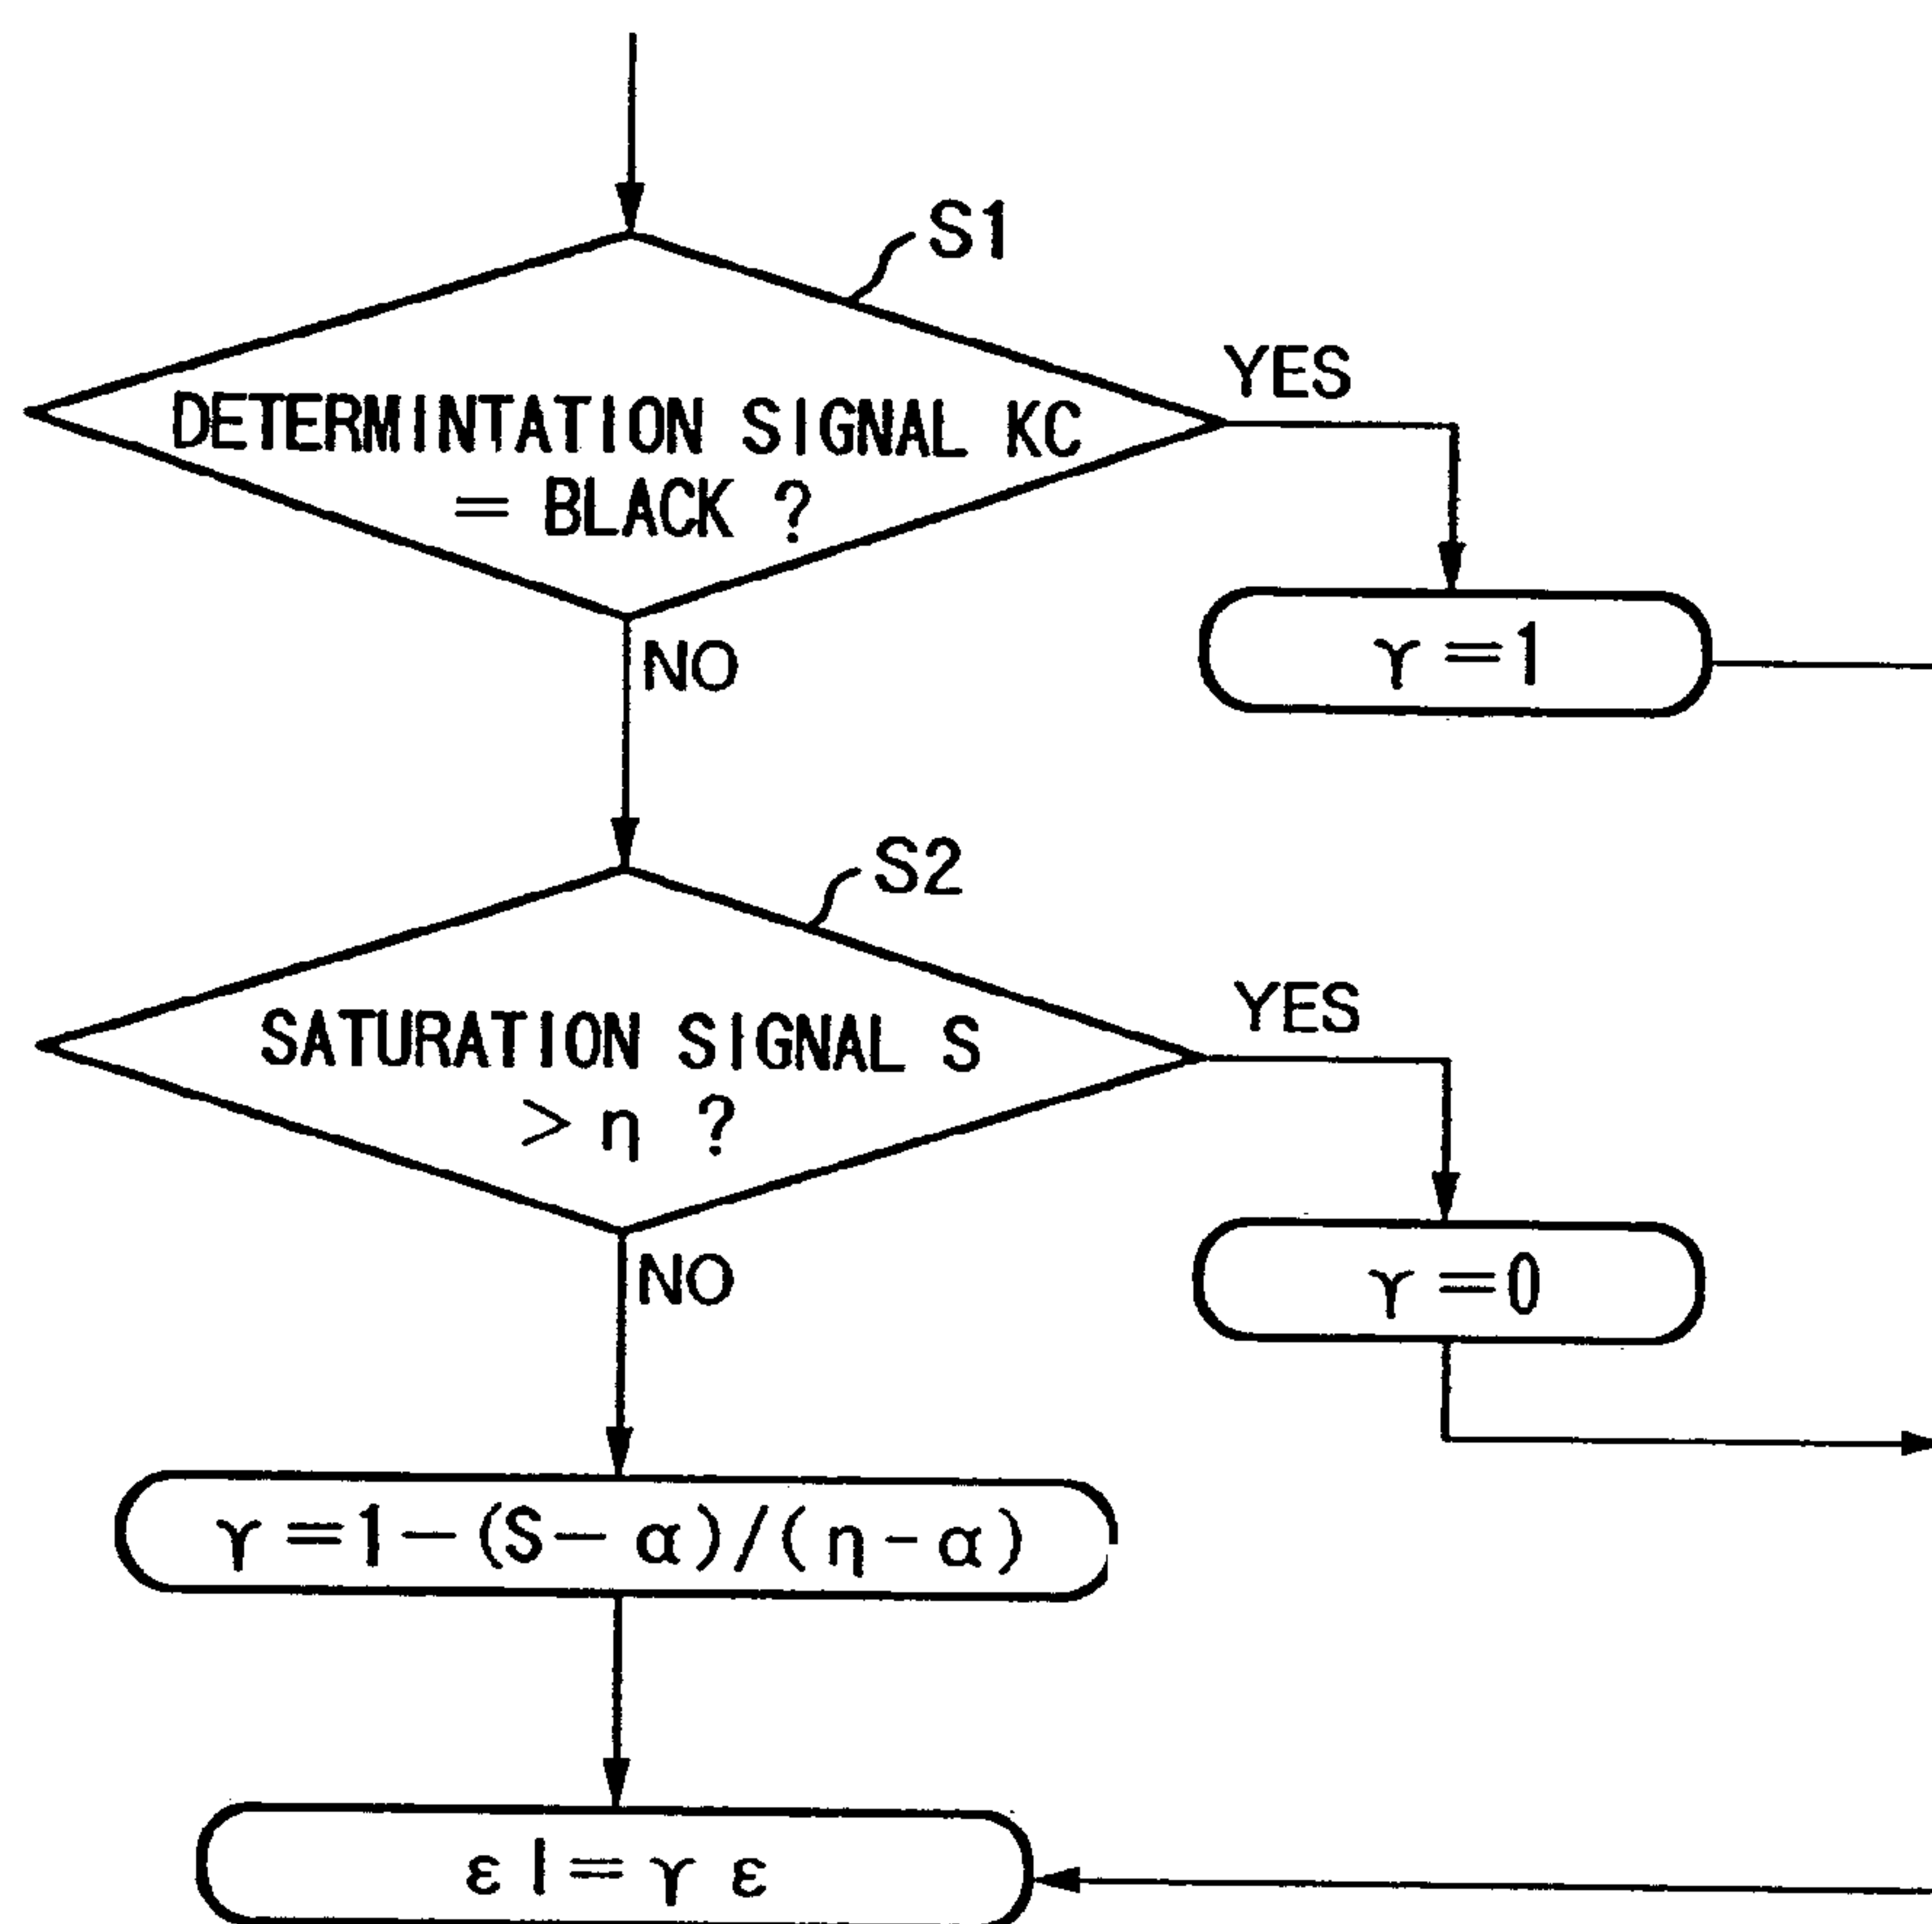 S1
DETERMINTATION SIGNAL KC
= BLACK ?
YES
NO
γ=1
S2
SATURATION SIGNAL S
>η ?
YES
NO
γ=0
γ=1-(S-α)/(η-α)
ε|=γ ε